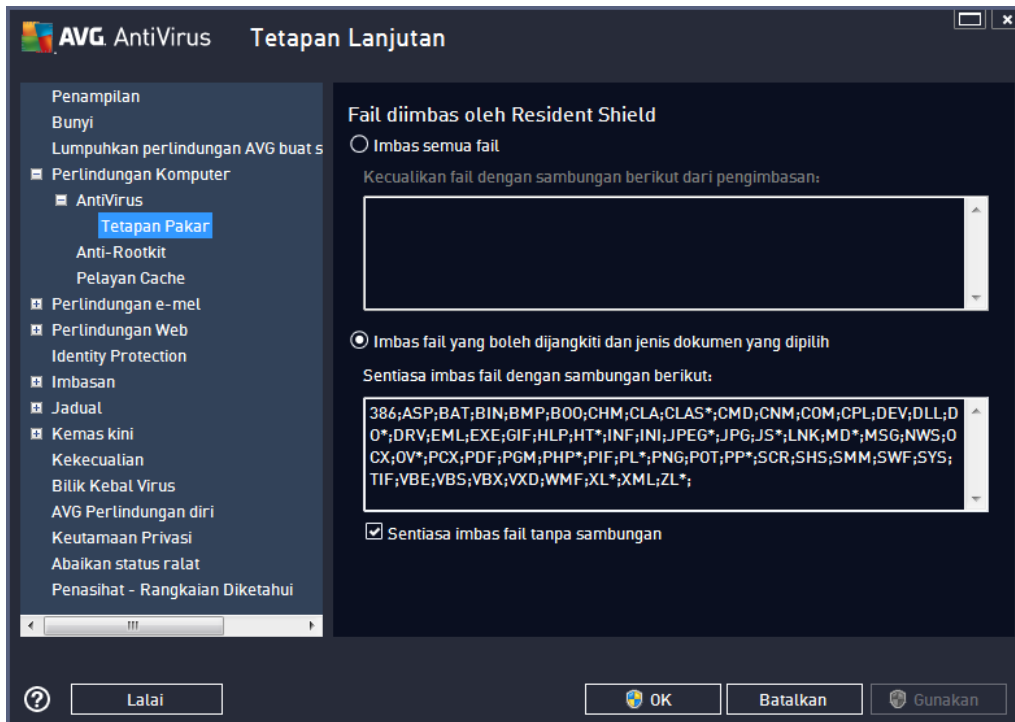 AVG. AntiVirus Tetapan Lanjutan
Penampilan
Bunyi
Lumpuhkan perlindungan AVG buat s
Perlindungan Komputer
AntiVirus
Tetapan Pakar
Anti-Rootkit
Pelayan Cache
Perlindungan e-mel
Perlindungan Web
Identity Protection
Imbasan
Jadual
Kemas kini
Kekecualian
Bilik Kebal Virus
AVG Perlindungan diri
Keutamaan Privasi
Abaikan status ralat
Penasihat - Rangkaian Diketahui
Fail diimbas oleh Resident Shield
Imbas semua fail
Kecualikan fail dengan sambungan berikut dari pengimbasan:
Imbas fail yang boleh dijangkiti dan jenis dokumen yang dipilih
Sentiasa imbas fail dengan sambungan berikut:
386;ASP;BAT;BIN;BMP;BOO;CHM;CLA;CLAS*;CMD;CNM;COM;CPL;DEV;DLL;D
O*;DRV;EML;EXE;GIF;HLP;HT*;INF;INI;JPEG*;JPG;JS*;LNK;MD*;MSG;NWS;O
CX;OV*;PCX;PDF;PGM;PHP*;PIF;PL*;PNG;POT;PP*;SCR;SHS;SMM;SWF;SYS;
TIF;VBE;VBS;VBX;VXD;WMF;XL*;XML;ZL*;
Sentiasa imbas fail tanpa sambungan
Lalai
OK
Batalkan
Gunakan